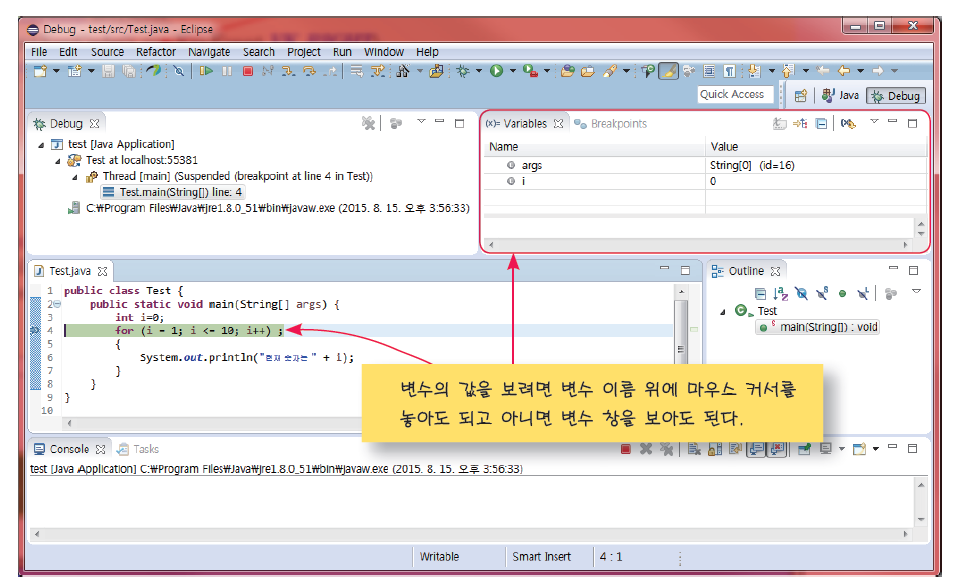 Debug - test/src/Test.java - Eclipse
File Edit Source Refactor Navigate Search Project Run Window Help
Quick Access Java Debug
Debug
test [Java Application]
Test at localhost:55381
Thread [main] (Suspended (breakpoint at line 4 in Test))
Test.main(String[]) line: 4
C:₩Program Files₩Java₩jre1.8.0_51₩bin₩javaw.exe (2015. 8. 15. 오후 3:56:33)
(x)= Variables Breakpoints
Name Value
args String[0] (id=16)
i 0
Test.java
1 public class Test {
2 public static void main(String[] args) {
3 int i=0;
4 for (i = 1; i <= 10; i++) ;
5 {
6 System.out.println("현재 숫자는 " + i);
7 }
8 }
9 }
10
Outline
Test
main(String[]) : void
변수의 값을 보려면 변수 이름 위에 마우스 커서를
놓아도 되고 아니면 변수 창을 보아도 된다.
Console Tasks
test [Java Application] C:₩Program Files₩Java₩jre1.8.0_51₩bin₩javaw.exe (2015. 8. 15. 오후 3:56:33)
Writable Smart Insert 4 : 1